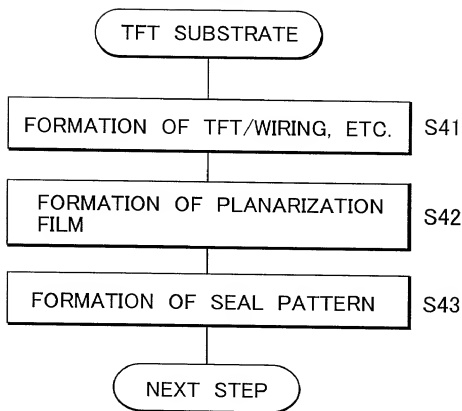 TFT SUBSTRATE
FORMATION OF TFT/WIRING, ETC. S41
FORMATION OF PLANARIZATION
FILM S42
FORMATION OF SEAL PATTERN S43
NEXT STEP